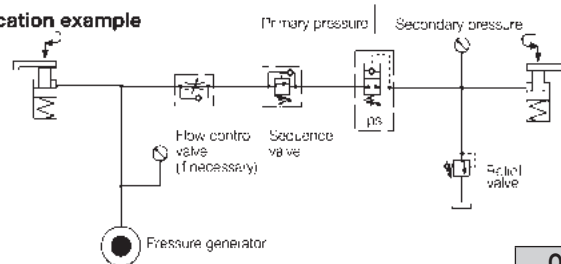 cation example
Primary pressure
Secondary pressure
Flow control
valve
(if necessary)
Sequence
valve
ps
Relief
valve
Pressure generator